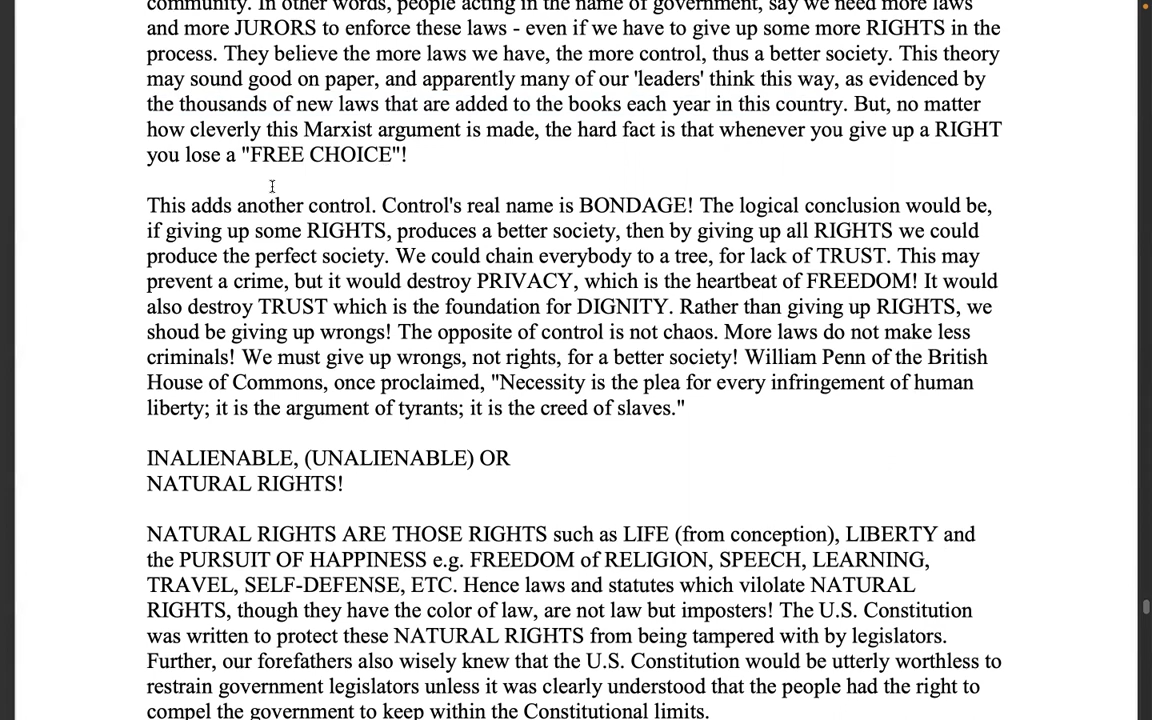 community. In other words, people acting in the name of government, say we need more laws
and more JURORS to enforce these laws - even if we have to give up some more RIGHTS in the
process. They believe the more laws we have, the more control, thus a better society. This theory
may sound good on paper, and apparently many of our 'leaders' think this way, as evidenced by
the thousands of new laws that are added to the books each year in this country. But, no matter
how cleverly this Marxist argument is made, the hard fact is that whenever you give up a RIGHT
you lose a "FREE CHOICE"!
This adds another control. Control's real name is BONDAGE! The logical conclusion would be,
if giving up some RIGHTS, produces a better society, then by giving up all RIGHTS we could
produce the perfect society. We could chain everybody to a tree, for lack of TRUST. This may
prevent a crime, but it would destroy PRIVACY, which is the heartbeat of FREEDOM! It would
also destroy TRUST which is the foundation for DIGNITY. Rather than giving up RIGHTS, we
shoud be giving up wrongs! The opposite of control is not chaos. More laws do not make less
criminals! We must give up wrongs, not rights, for a better society! William Penn of the British
House of Commons, once proclaimed, "Necessity is the plea for every infringement of human
liberty; it is the argument of tyrants; it is the creed of slaves."
INALIENABLE, (UNALIENABLE) OR
NATURAL RIGHTS!
NATURAL RIGHTS ARE THOSE RIGHTS such as LIFE (from conception), LIBERTY and
the PURSUIT OF HAPPINESS e.g. FREEDOM of RELIGION, SPEECH, LEARNING,
TRAVEL, SELF-DEFENSE, ETC. Hence laws and statutes which vilolate NATURAL
RIGHTS, though they have the color of law, are not law but imposters! The U.S. Constitution
was written to protect these NATURAL RIGHTS from being tampered with by legislators.
Further, our forefathers also wisely knew that the U.S. Constitution would be utterly worthless to
restrain government legislators unless it was clearly understood that the people had the right to
compel the government to keep within the Constitutional limits.